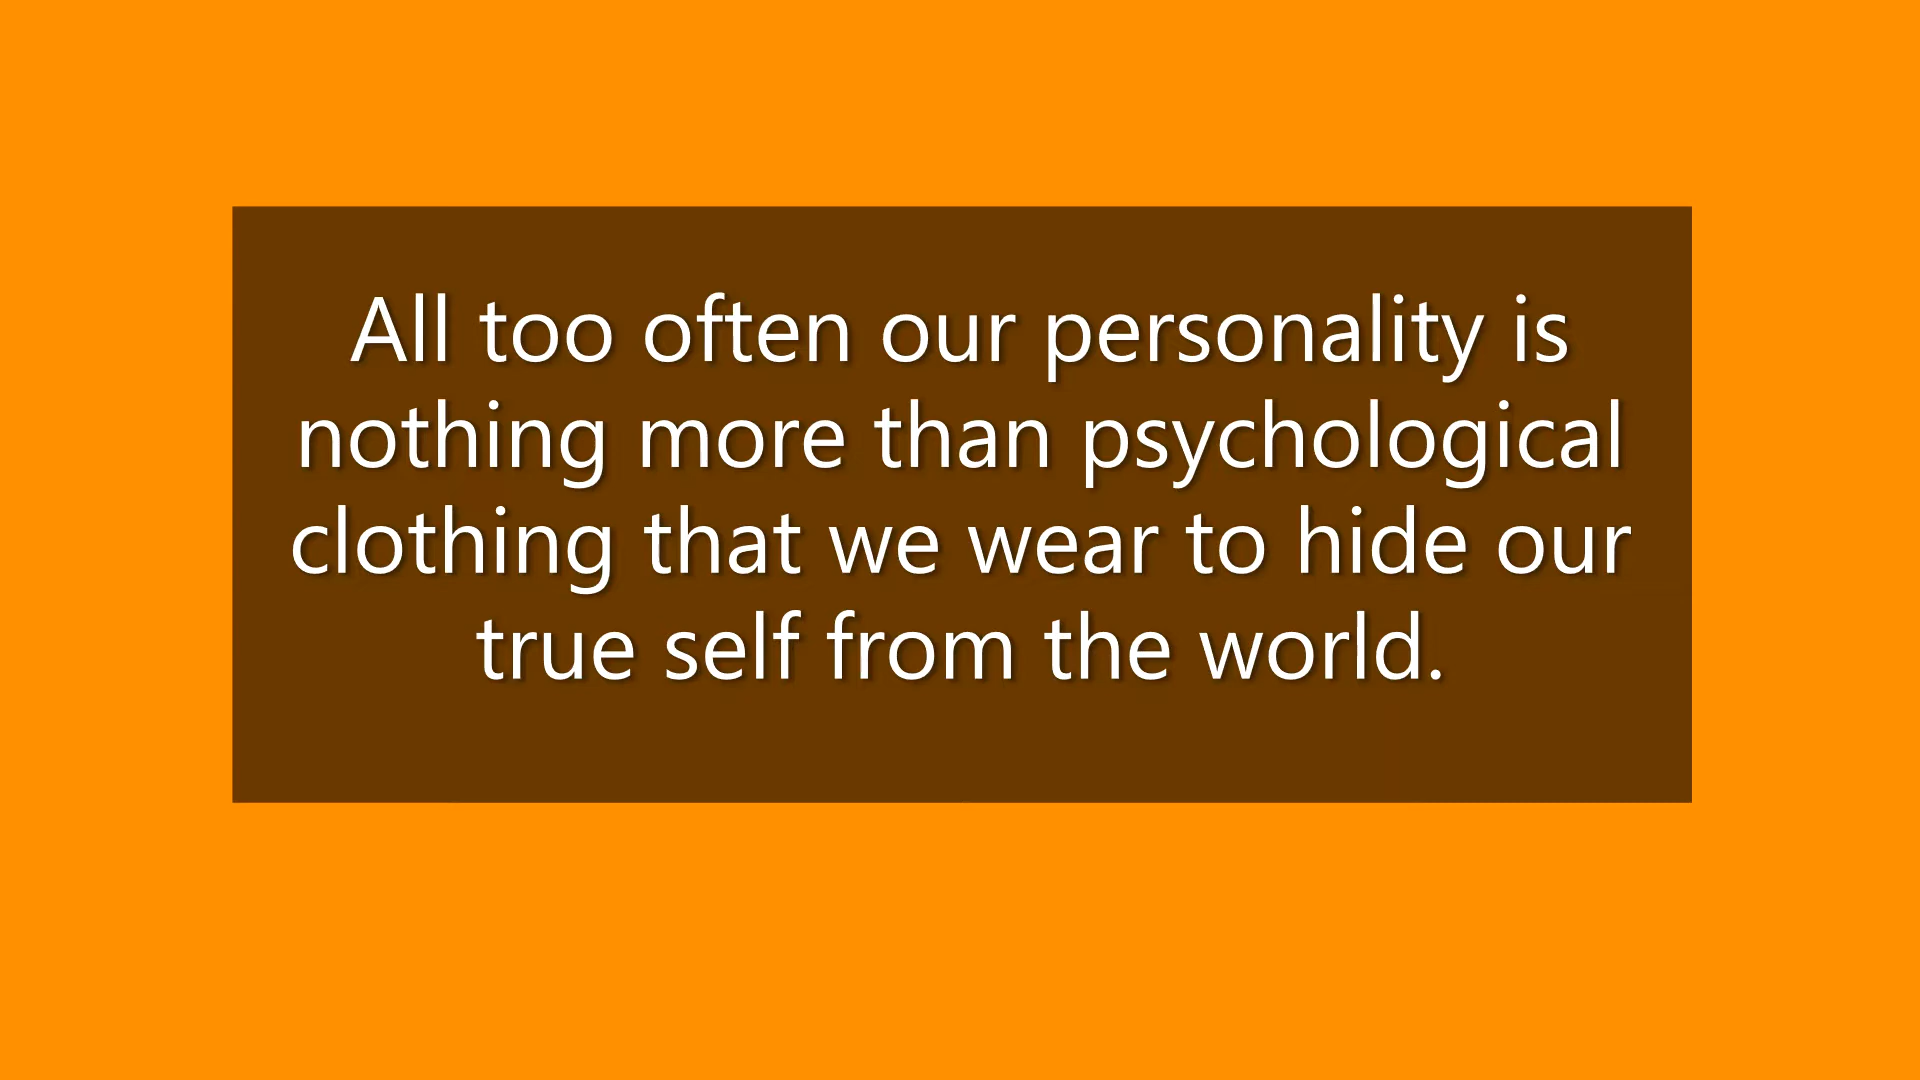 All too often our personality is
nothing more than psychological
clothing that we wear to hide our
true self from the world.